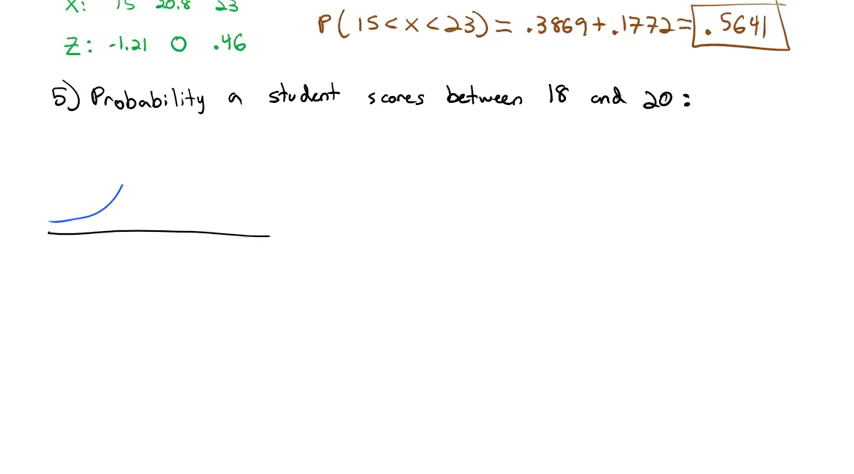 X: 15 20.8 23
Z: -1.21 0 .46
P(15<x<23) = .3869+.1772= .5641
5) Probability a student scores between 18 and 20: